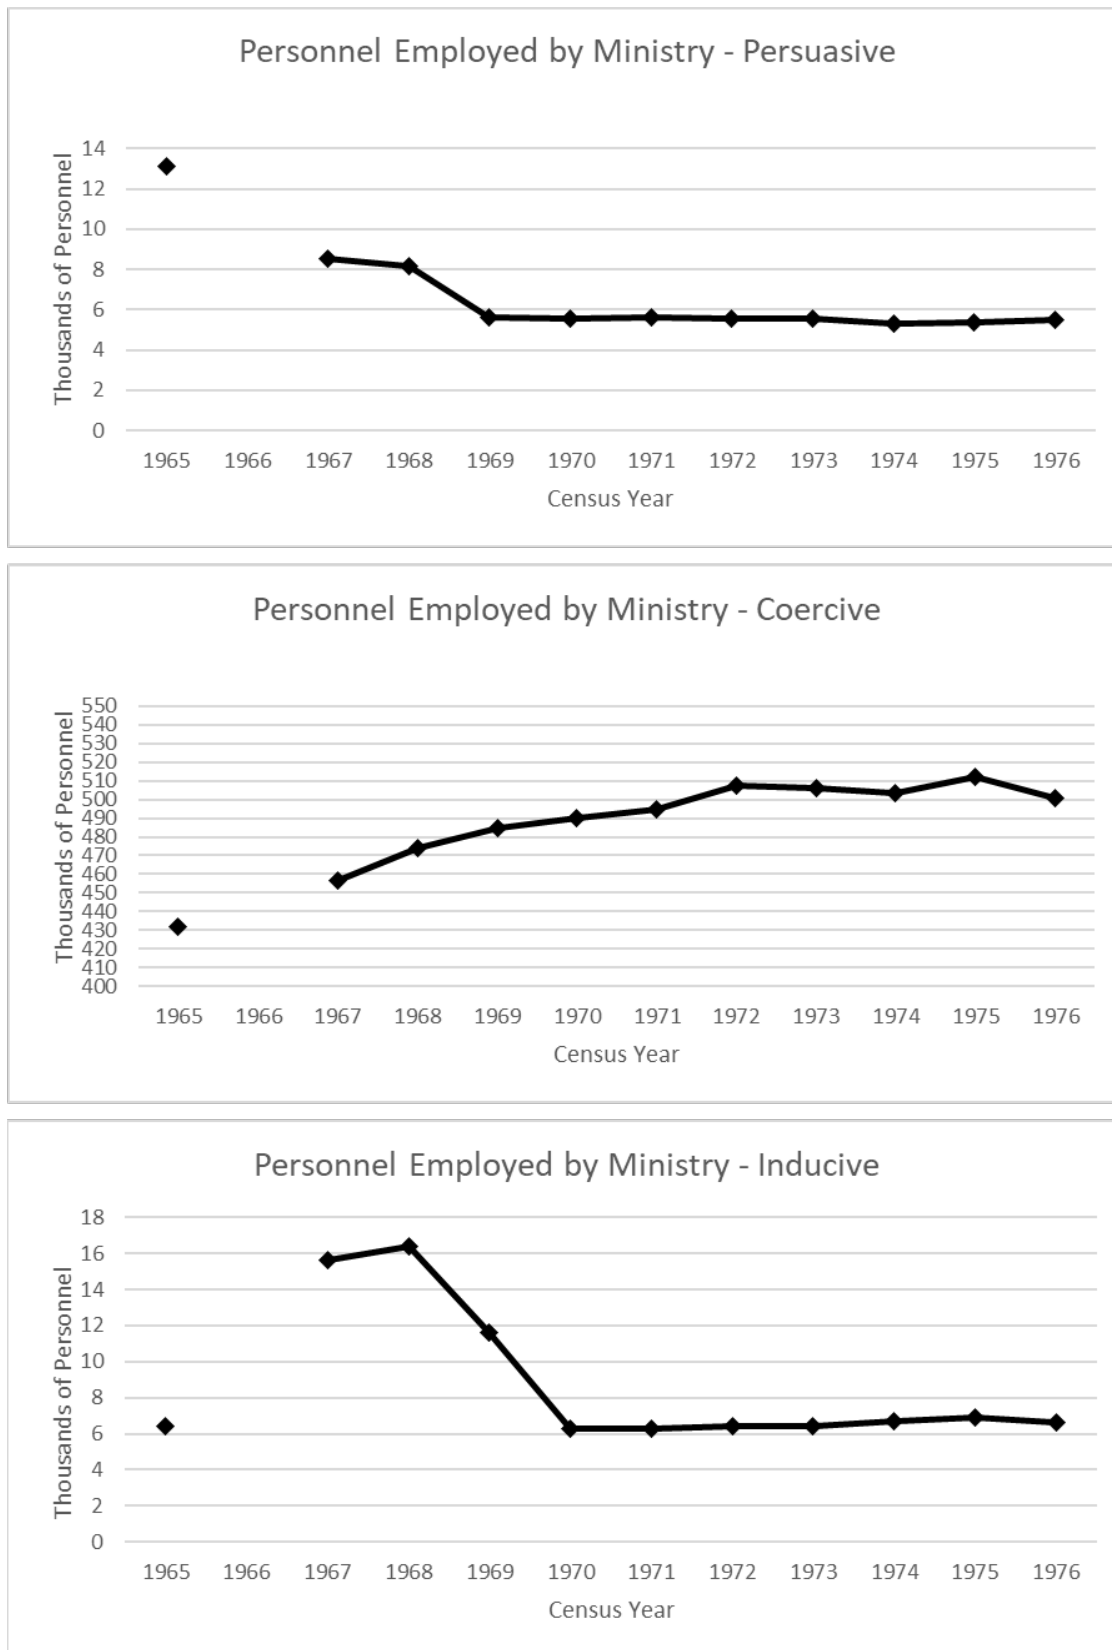 Personnel Employed by Ministry - Persuasive
Thousands of Personnel
14
12
10
8
6
4
2
0
1965 1966 1967 1968 1969 1970 1971 1972 1973 1974 1975 1976
Census Year
Personnel Employed by Ministry - Coercive
Thousands of Personnel
550
540
530
520
510
500
490
480
470
460
450
440
430
420
410
400
1965 1966 1967 1968 1969 1970 1971 1972 1973 1974 1975 1976
Census Year
Personnel Employed by Ministry - Inducive
Thousands of Personnel
18
16
14
12
10
8
6
4
2
0
1965 1966 1967 1968 1969 1970 1971 1972 1973 1974 1975 1976
Census Year